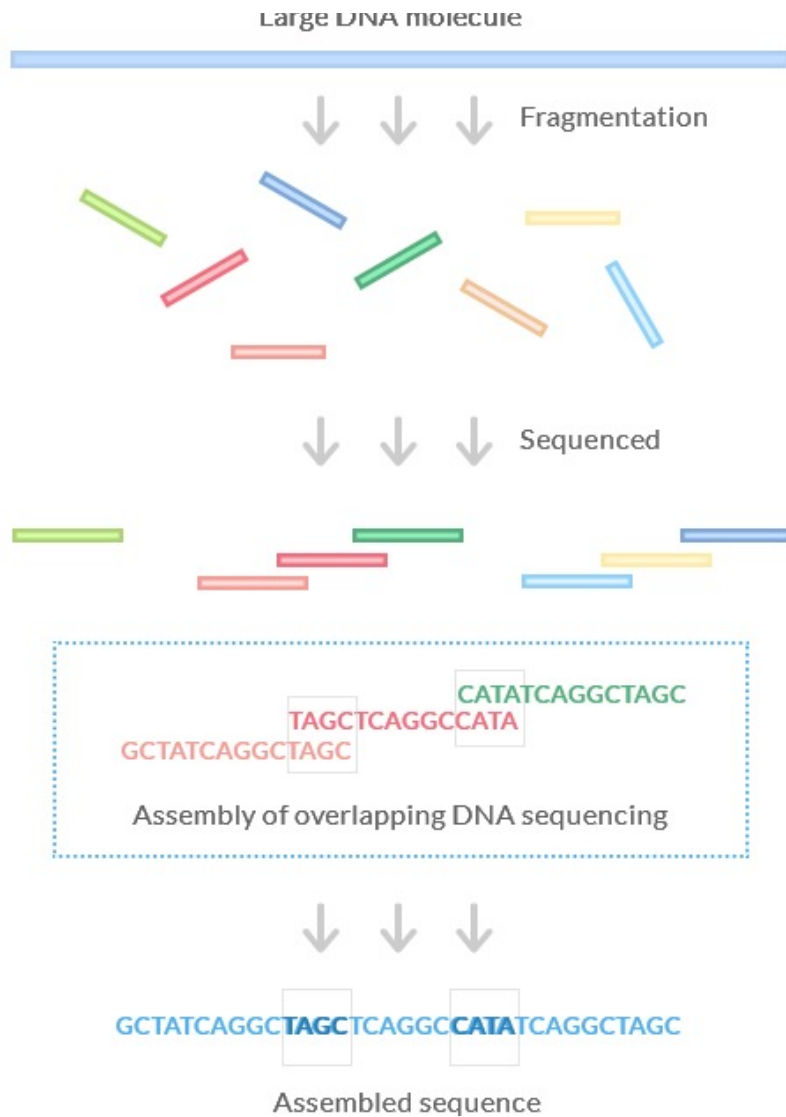 Large DNA molecule
Fragmentation
Sequenced
CATATCAGGCTAGC
TAGCTCAGGCCATA
GCTATCAGGCTAGC
Assembly of overlapping DNA sequencing
GCTATCAGGCTAGCTCAGGCCATATCAGGCTAGC
Assembled sequence